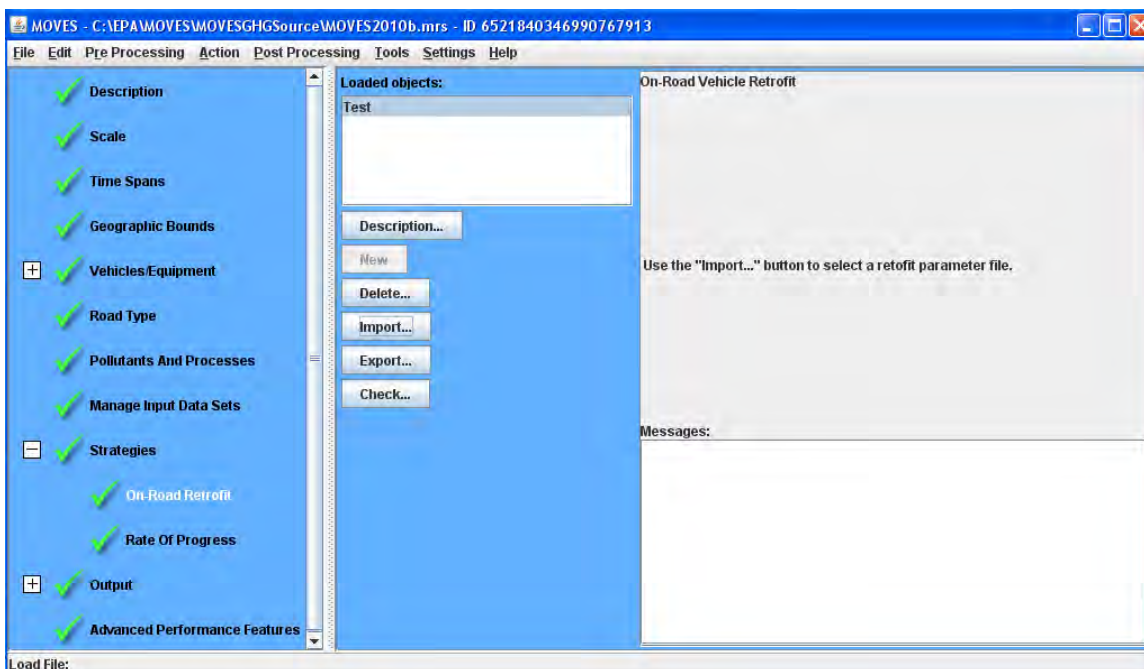 MOVES - C:\EPA\MOVES\MOVESGHGSource\MOVES2010b.mrs - ID 6521840346990767913
File Edit Pre Processing Action Post Processing Tools Settings Help
Description
Scale
Time Spans
Geographic Bounds
Vehicles/Equipment
Road Type
Pollutants And Processes
Manage Input Data Sets
Strategies
On-Road Retrofit
Rate Of Progress
Output
Advanced Performance Features
Loaded objects:
Test
Description...
New
Delete...
Import...
Export...
Check...
On-Road Vehicle Retrofit
Use the "Import..." button to select a retofit parameter file.
Messages:
Load File: